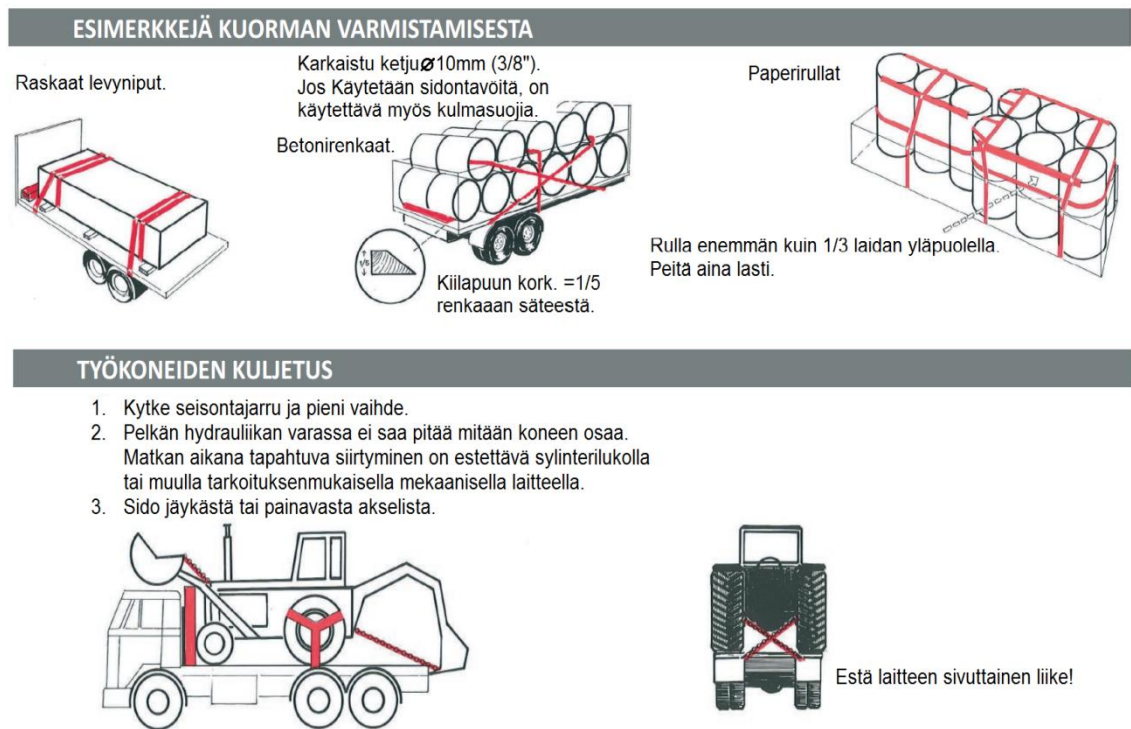 ESIMERKKEJÄ KUORMAN VARMISTAMISESTA
Raskaat levyniput.
Karkaistu ketju⌀10mm (3/8").
Jos Käytetään sidontavöitä, on
käytettävä myös kulmasuojia.
Betonirenkaat.
1/5
Kiilapuun kork. =1/5
renkaaan säteestä.
Paperirullat
Rulla enemmän kuin 1/3 laidan yläpuolella.
Peitä aina lasti.
TYÖKONEIDEN KULJETUS
1. Kytke seisontajarru ja pieni vaihde.
2. Pelkän hydrauliikan varassa ei saa pitää mitään koneen osaa.
Matkan aikana tapahtuva siirtyminen on estettävä sylinterilukolla
tai muulla tarkoituksenmukaisella mekaanisella laitteella.
3. Sido jäykästä tai painavasta akselista.
Estä laitteen sivuttainen liike!